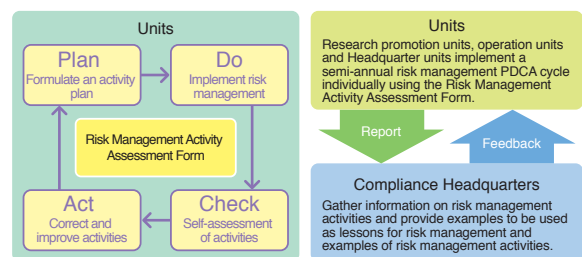 Units
Plan
Formulate an activity
plan
Do
Implement risk
management
Risk Management Activity
Assessment Form
Act
Correct and
improve activities
Check
Self-assessment
of activities
Units
Research promotion units, operation units
and Headquarter units implement a
semi-annual risk management PDCA cycle
individually using the Risk Management
Activity Assessment Form.
Report
Feedback
Compliance Headquarters
Gather information on risk management
activities and provide examples to be used
as lessons for risk management and
examples of risk management activities.